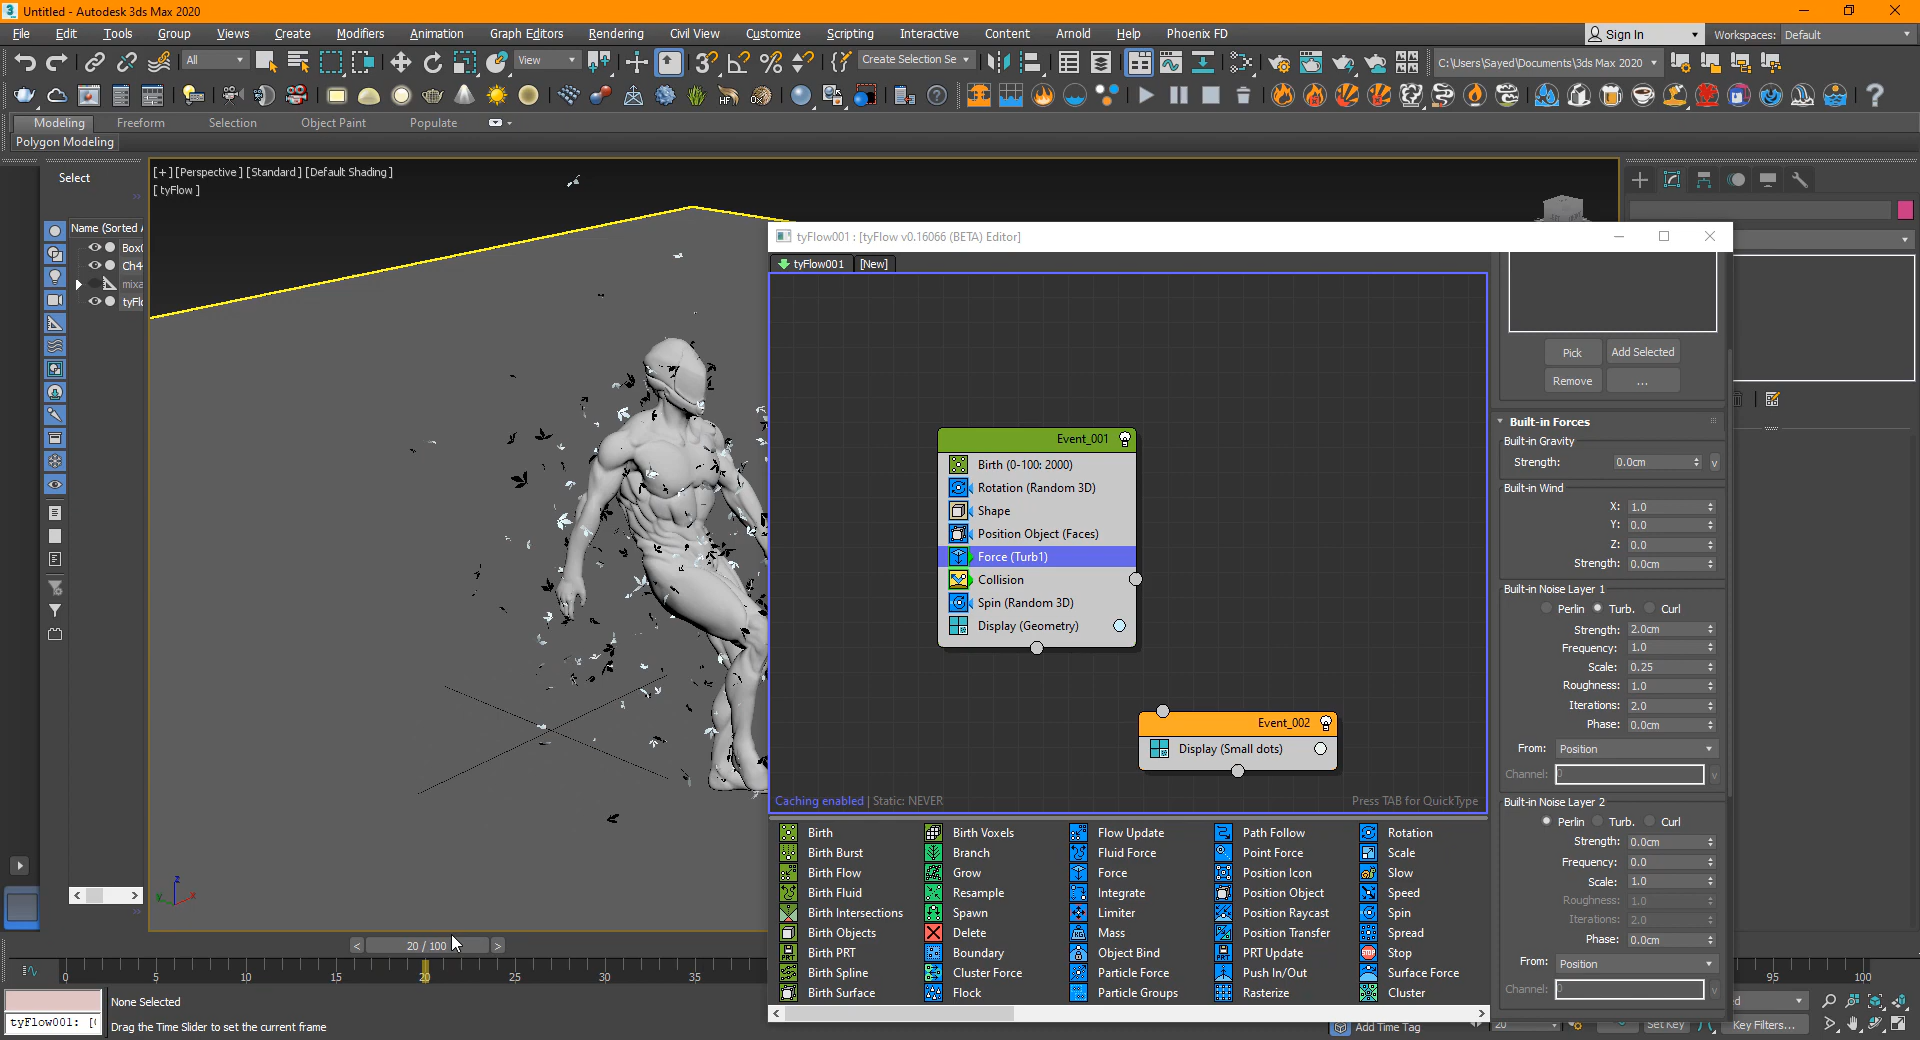 Untitled - Autodesk 3ds Max 2020
File Edit Tools Group Views Create Modifiers Animation Graph Editors Rendering Civil View Customize Scripting Interactive Content Arnold Help Phoenix FD
Sign In Workspaces: Default
All View Create Selection Se C:\Users\Sayed\Documents\3ds Max 2020
Modeling Freeform Selection Object Paint Populate
Polygon Modeling
Select
Name (Sorted A
Box0
Ch4
mixa
tyFlo
[+] [Perspective ] [Standard ] [Default Shading ]
[ tyFlow ]
tyFlow001 : [tyFlow v0.16066 (BETA) Editor]
tyFlow001 [New]
Event_001
Birth (0-100: 2000)
Rotation (Random 3D)
Shape
Position Object (Faces)
Force (Turb1)
Collision
Spin (Random 3D)
Display (Geometry)
Event_002
Display (Small dots)
Caching enabled | Static: NEVER
Press TAB for QuickType
Pick Add Selected
Remove ...
Built-in Forces
Built-in Gravity
Strength: 0.0cm v
Built-in Wind
X: 1.0
Y: 0.0
Z: 0.0
Strength: 0.0cm
Built-in Noise Layer 1
Perlin Turb. Curl
Strength: 2.0cm
Frequency: 1.0
Scale: 0.25
Roughness: 1.0
Iterations: 2.0
Phase: 0.0cm
From: Position
Channel: 0 v
Built-in Noise Layer 2
Perlin Turb. Curl
Strength: 0.0cm
Frequency: 0.0
Scale: 1.0
Roughness: 1.0
Iterations: 2.0
Phase: 0.0cm
From: Position
Channel: 0 v
Birth Birth Voxels Flow Update Path Follow Rotation
Birth Burst Branch Fluid Force Point Force Scale
Birth Flow Grow Force Position Icon Slow
Birth Fluid Resample Integrate Position Object Speed
Birth Intersections Spawn Limiter Position Raycast Spin
Birth Objects Delete Mass Position Transfer Spread
Birth PRT Boundary Object Bind PRT Update Stop
Birth Spline Cluster Force Particle Force Push In/Out Surface Force
Birth Surface Flock Particle Groups Rasterize Cluster
z
y x
< 20 / 100 >
0 5 10 15 20 25 30 35 95 100
None Selected
tyFlow001: [
Drag the Time Slider to set the current frame
Add Time Tag
20
Set Key
Key Filters...